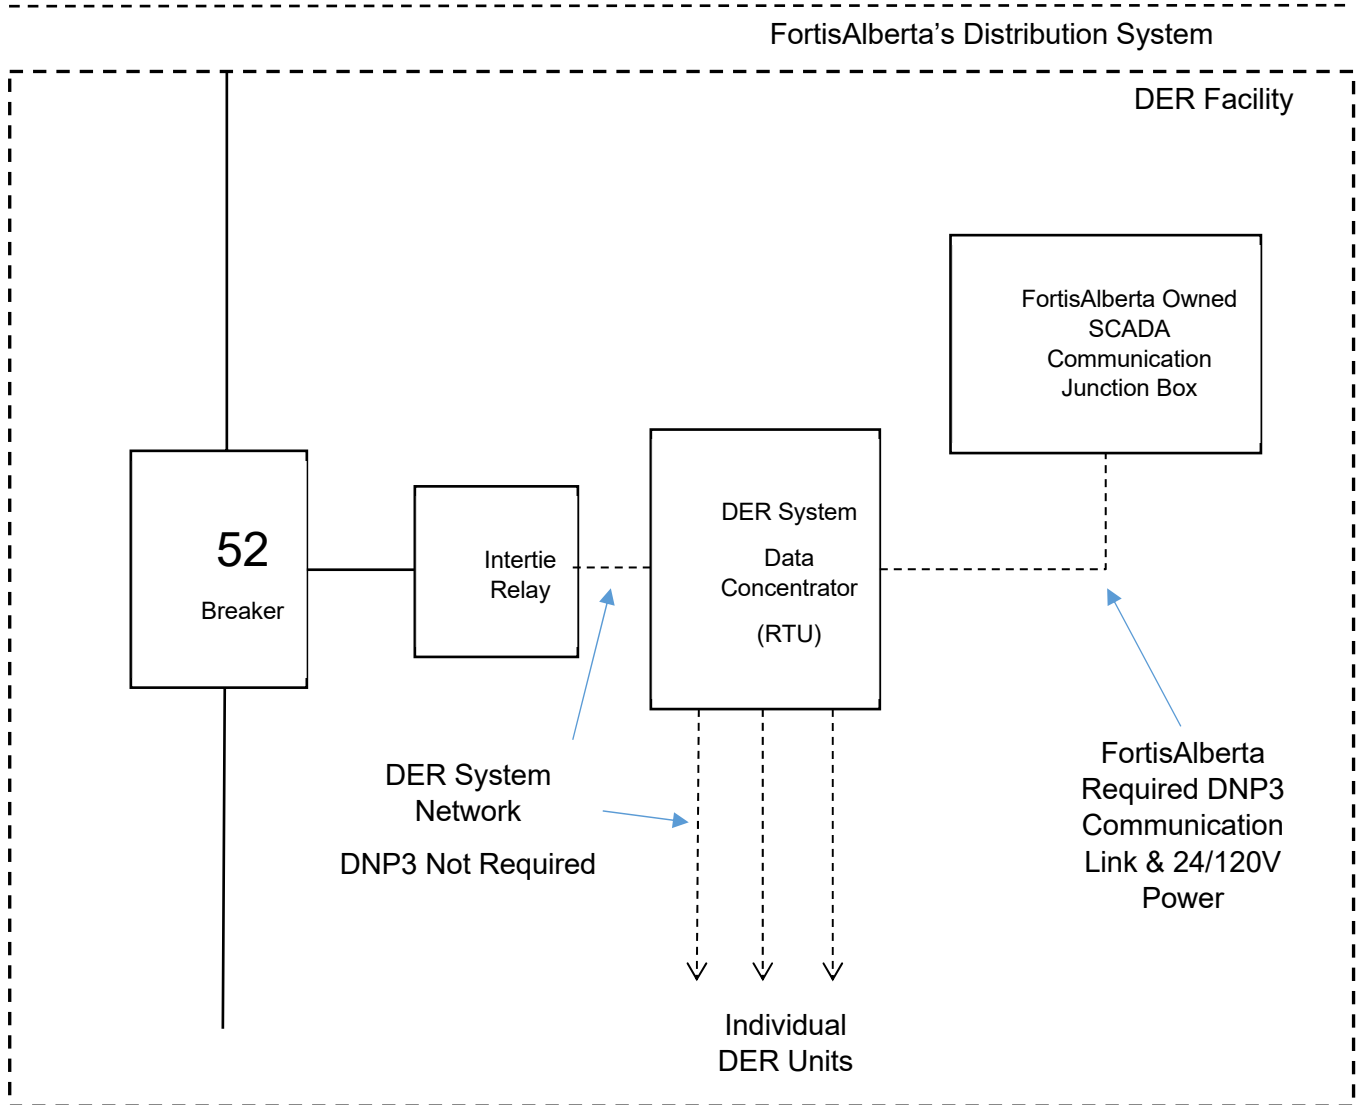 FortisAlberta’s Distribution System
DER Facility
FortisAlberta Owned
SCADA
Communication
Junction Box
52
Breaker
Intertie
Relay
DER System
Data
Concentrator
(RTU)
DER System
Network
DNP3 Not Required
FortisAlberta
Required DNP3
Communication
Link & 24/120V
Power
Individual
DER Units